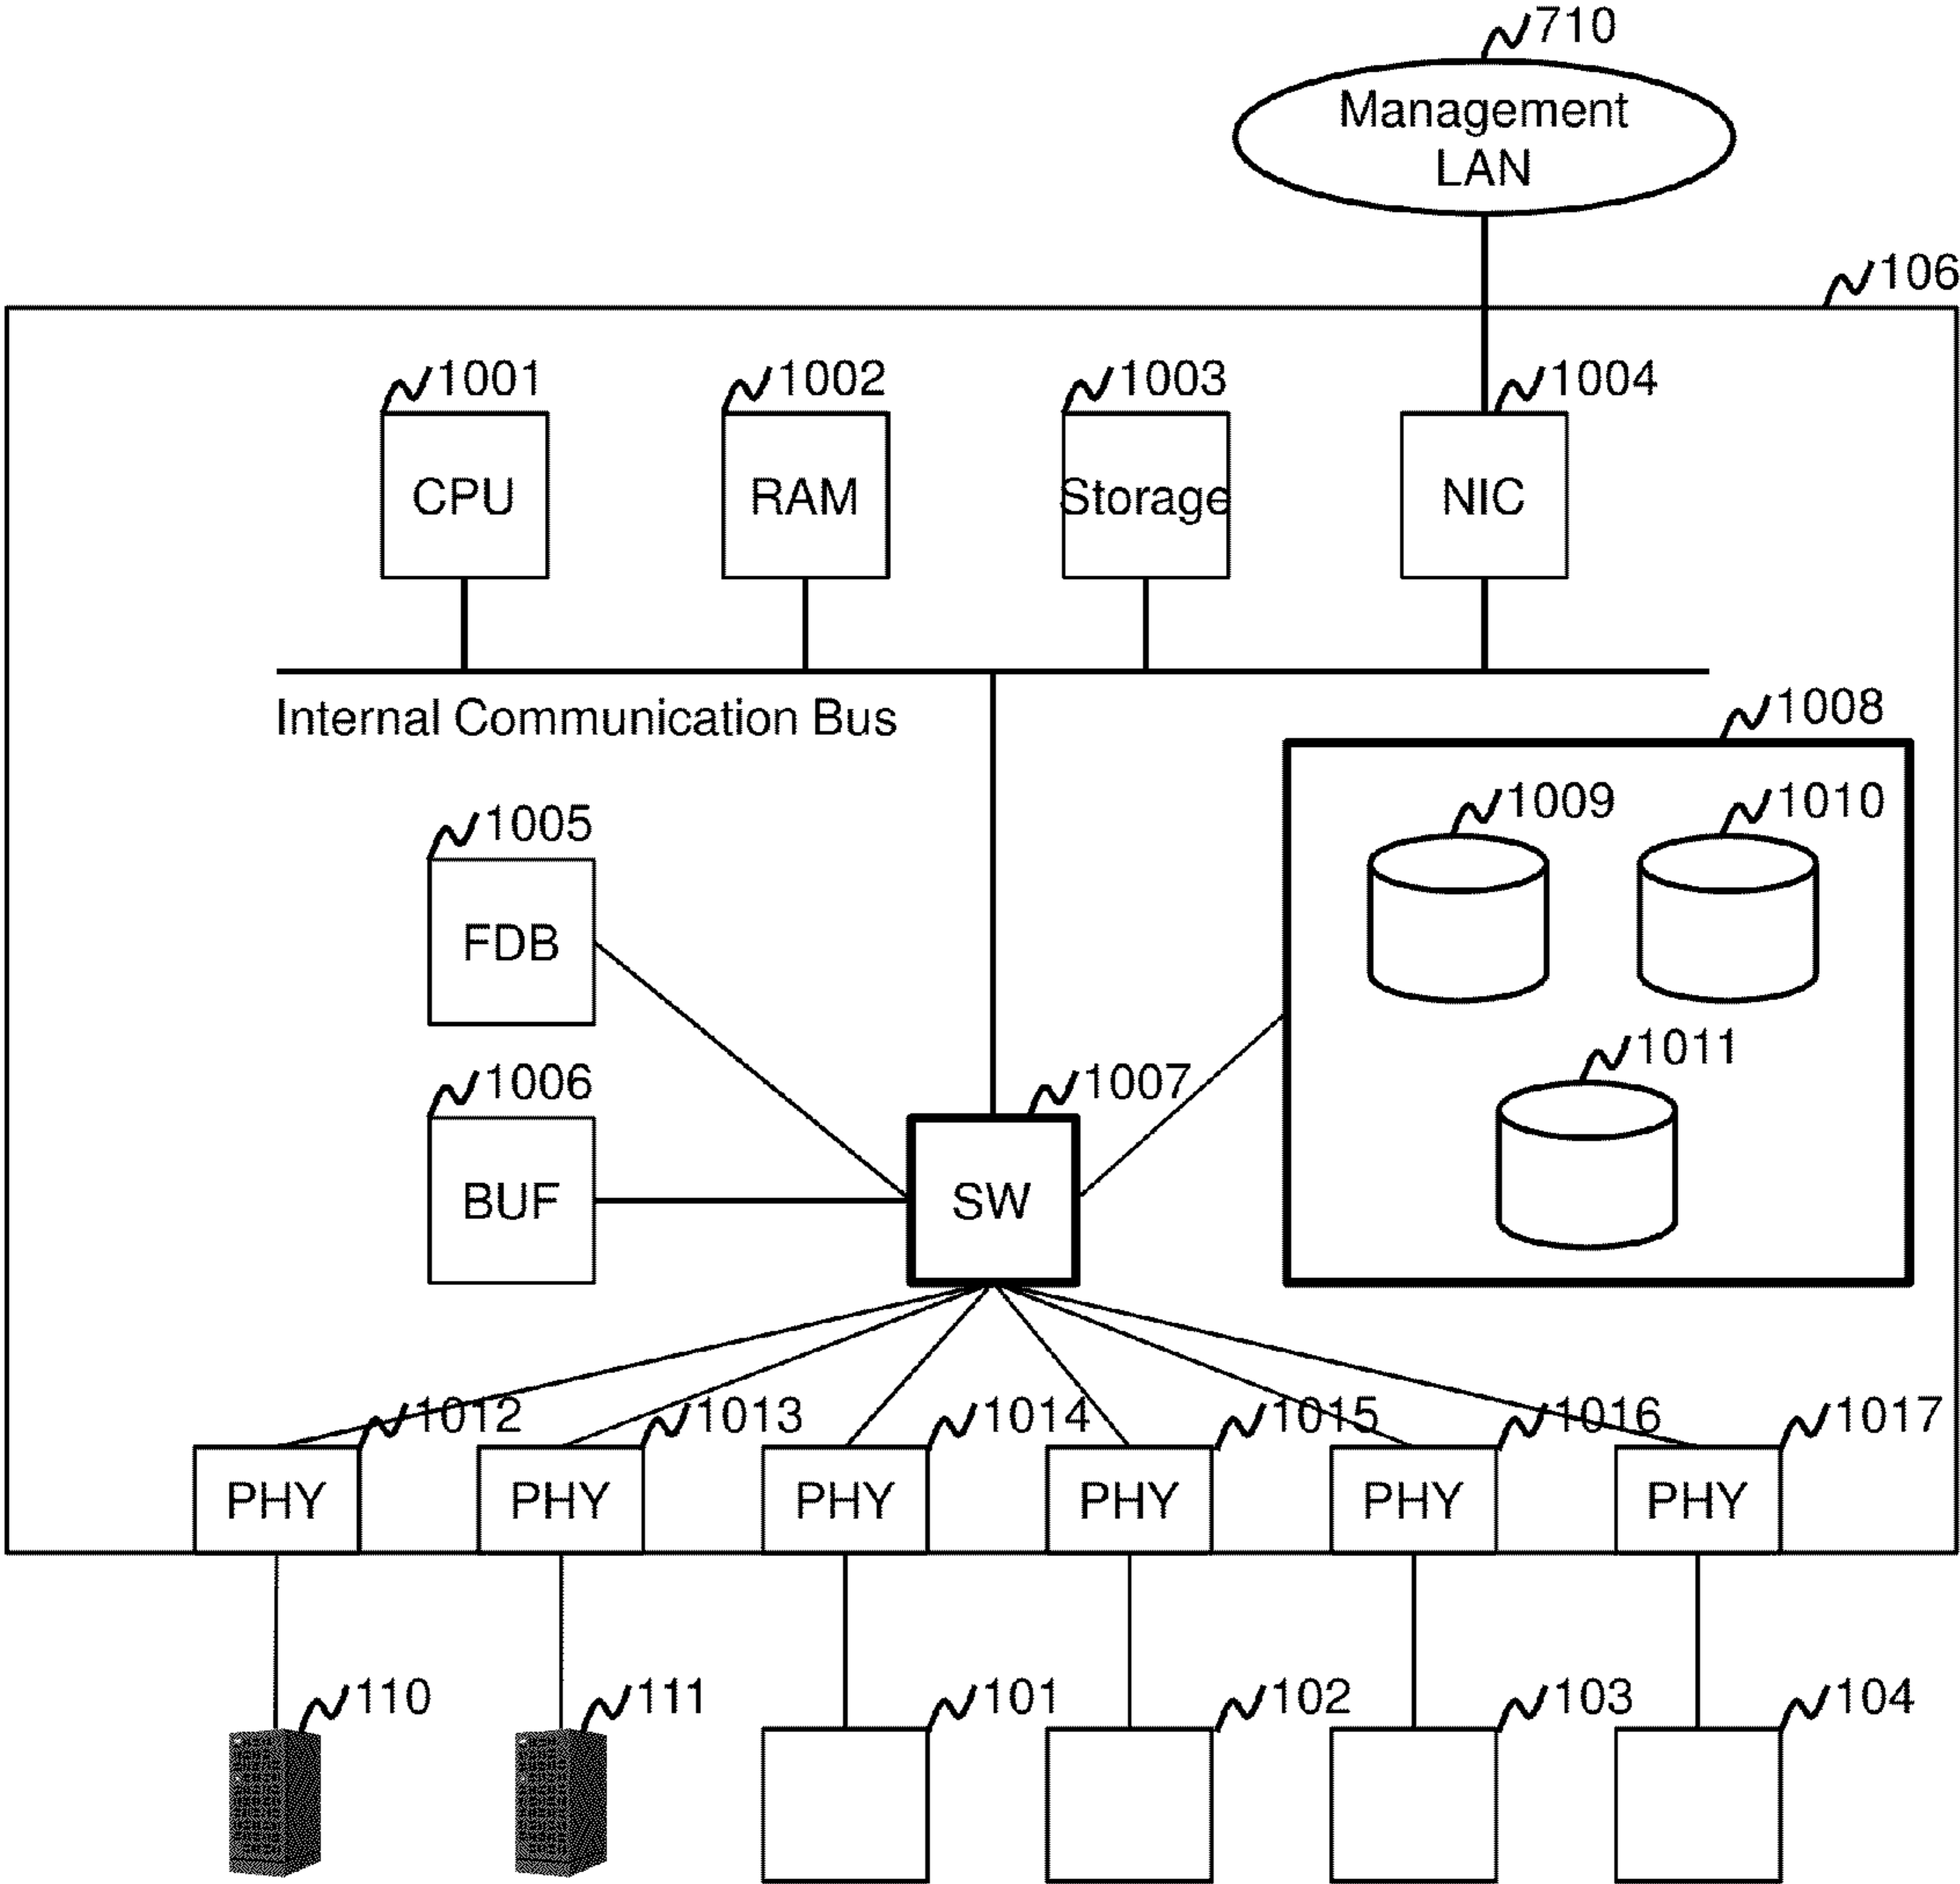 710
Management
LAN
106
1001 1002 1003 1004
CPU RAM Storage NIC
Internal Communication Bus
1008
1009 1010
1005
FDB
1011
1006 1007
BUF SW
1012 1013 1014 1015 1016 1017
PHY PHY PHY PHY PHY PHY
110 111 101 102 103 104